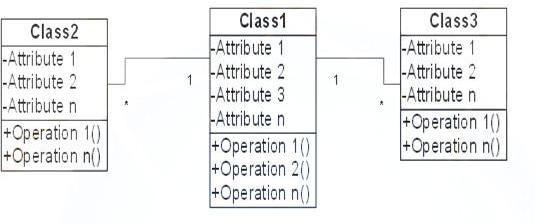 Class2
-Attribute 1
-Attribute 2
-Attribute n
+Operation 1()
+Operation n()
*
1
Class1
-Attribute 1
-Attribute 2
-Attribute 3
-Attribute n
+Operation 1()
+Operation 2()
+Operation n()
1
*
Class3
-Attribute 1
-Attribute 2
-Attribute n
+Operation 1()
+Operation n()